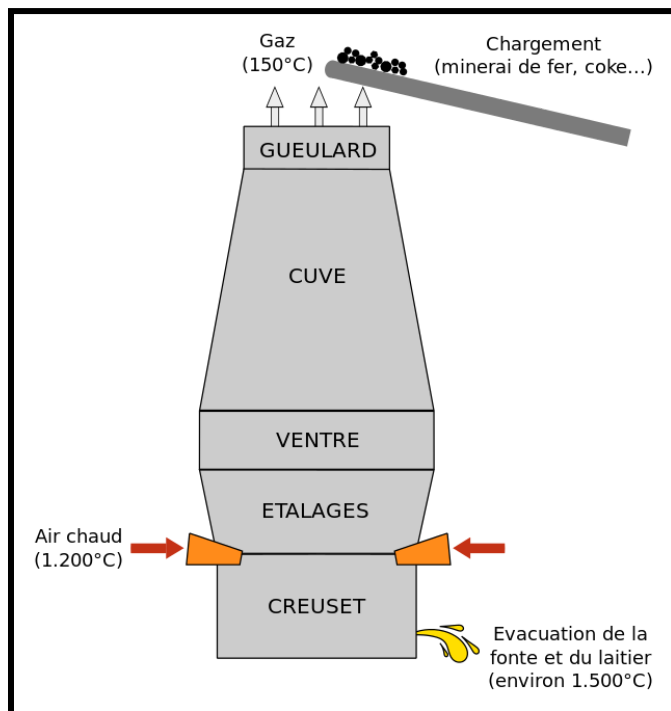 Gaz
(150°C)
Chargement
(minerai de fer, coke...)
GUEULARD
CUVE
VENTRE
ETALAGES
Air chaud
(1.200°C)
CREUSET
Evacuation de la
fonte et du laitier
(environ 1.500°C)